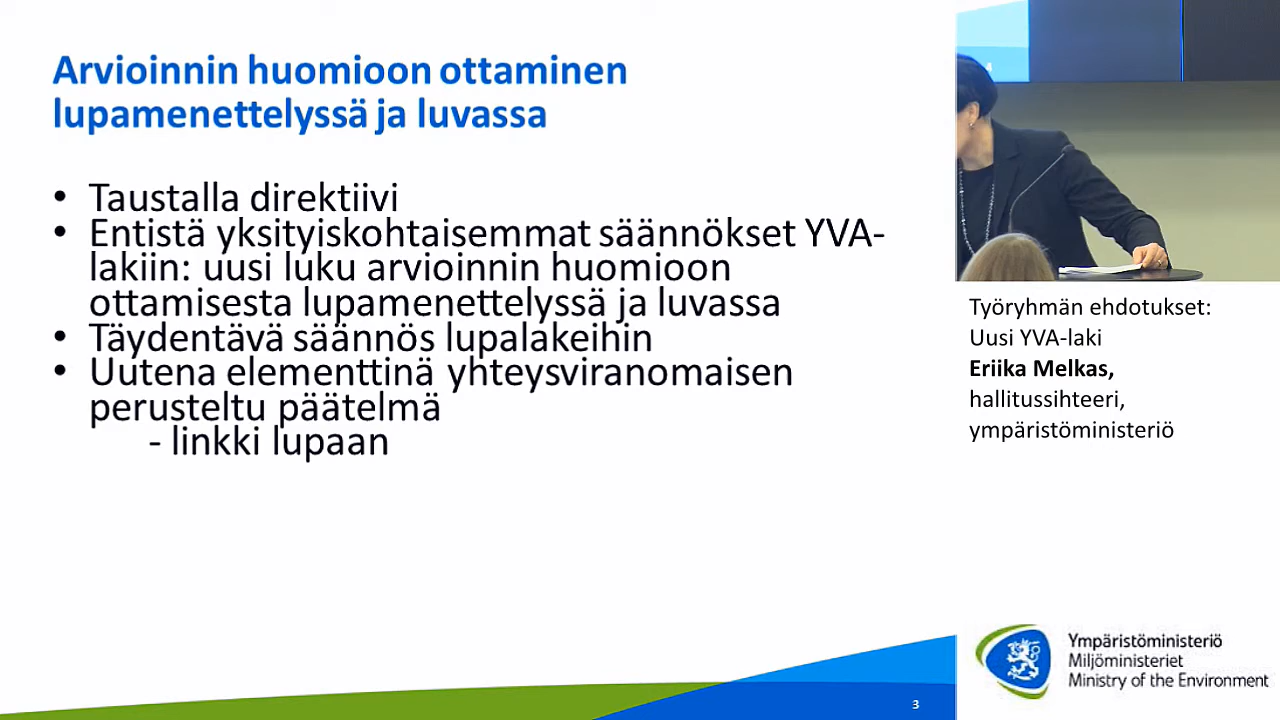 Arvioinnin huomioon ottaminen
lupamenettelyssä ja luvassa
• Taustalla direktiivi
• Entistä yksityiskohtaisemmat säännökset YVA-
lakiin: uusi luku arvioinnin huomioon
ottamisesta lupamenettelyssä ja luvassa
• Täydentävä säännös lupalakeihin
• Uutena elementtinä yhteysviranomaisen
perusteltu päätelmä
- linkki lupaan
3
4
Työryhmän ehdotukset:
Uusi YVA-laki
Eriika Melkas,
hallitussihteeri,
ympäristöministeriö
Ympäristöministeriö
Miljöministeriet
Ministry of the Environment